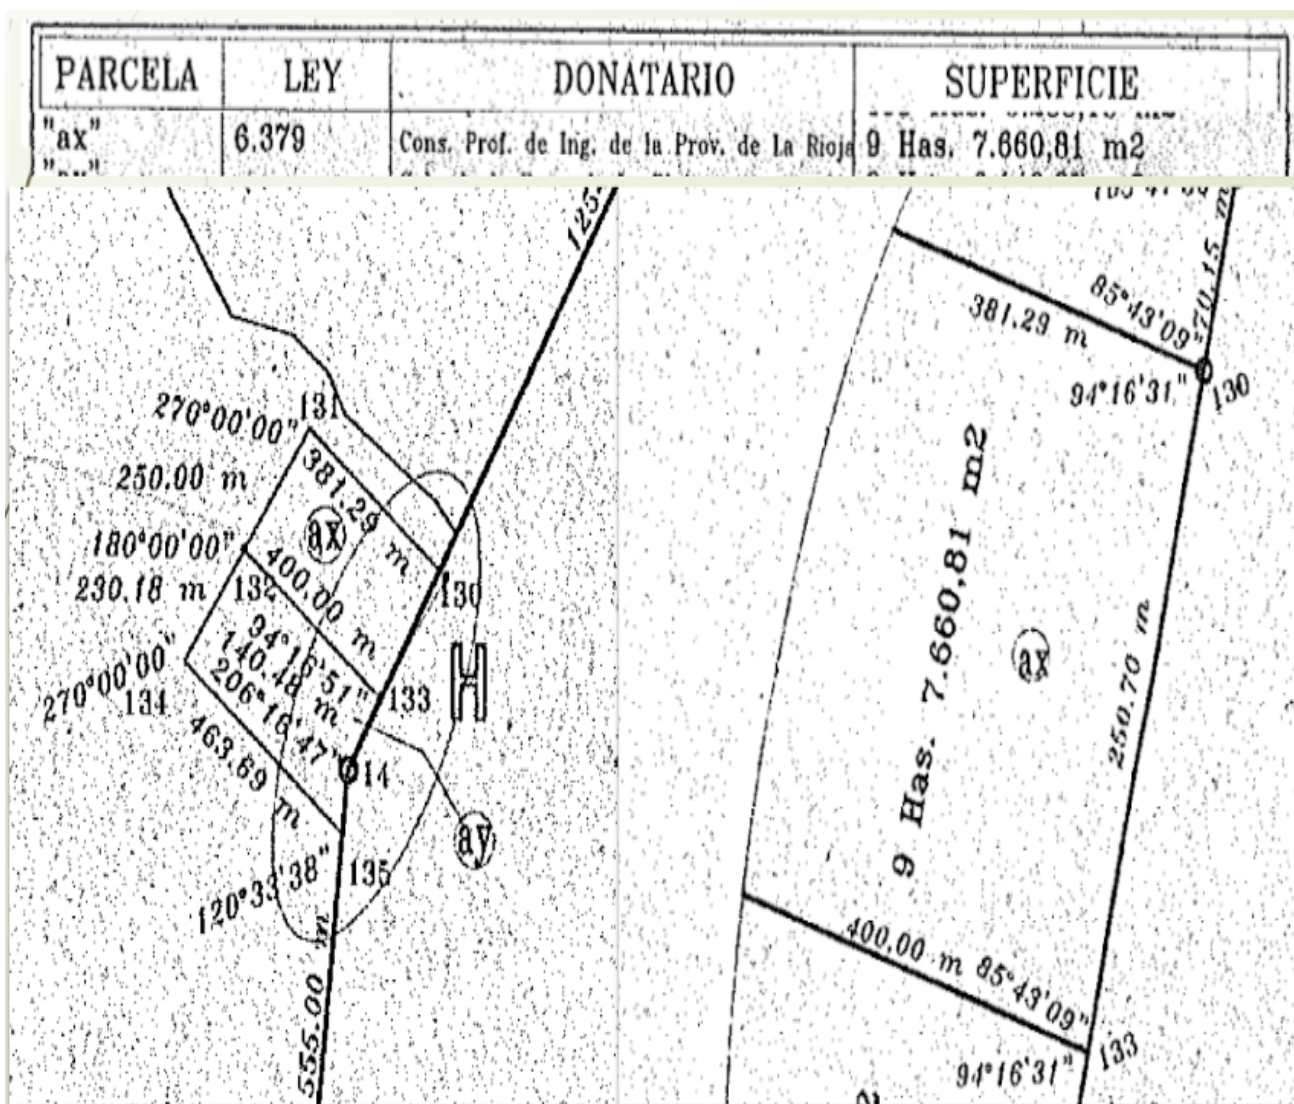 PARCELA LEY DONATARIO SUPERFICIE
"ax" 6.379 Cons. Prof. de Ing. de la Prov. de La Rioja 9 Has. 7.660,81 m2
125.
131
270°00'00"
381.29 m
250.00 m
ax
180°00'00"
400.00 m
130
230.18 m
132
94°16'51"
140.48 m
133
H
206°16'47"
270°00'00"
134
463.69 m
14
ay
135
120°33'38"
555.00 m
70.15 m
85°43'09"
381.29 m
94°16'31"
130
9 Has. 7.660,81 m2
ax
250.70 m
400.00 m
85°43'09"
133
94°16'31"